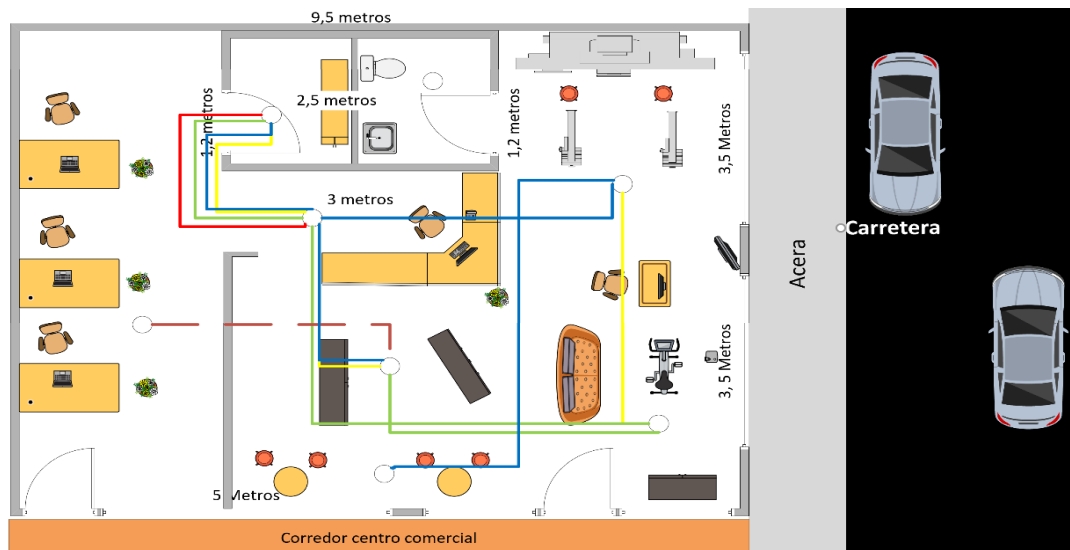 9,5 metros
2,5 metros
1,2 metros
1,2 metros
3,5 Metros
3 metros
Carretera
Acera
3, 5 Metros
5 Metros
Corredor centro comercial